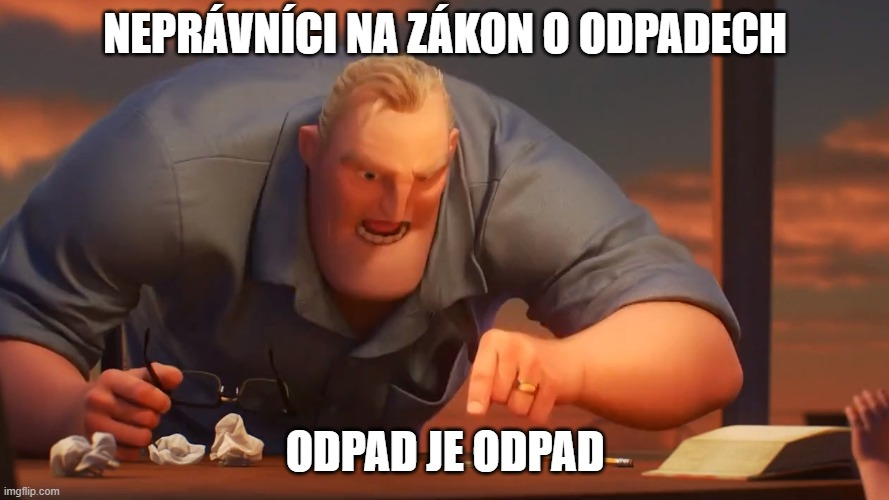 NEPRÁVNÍCI NA ZÁKON O ODPADECH
ODPAD JE ODPAD
imgflip.com